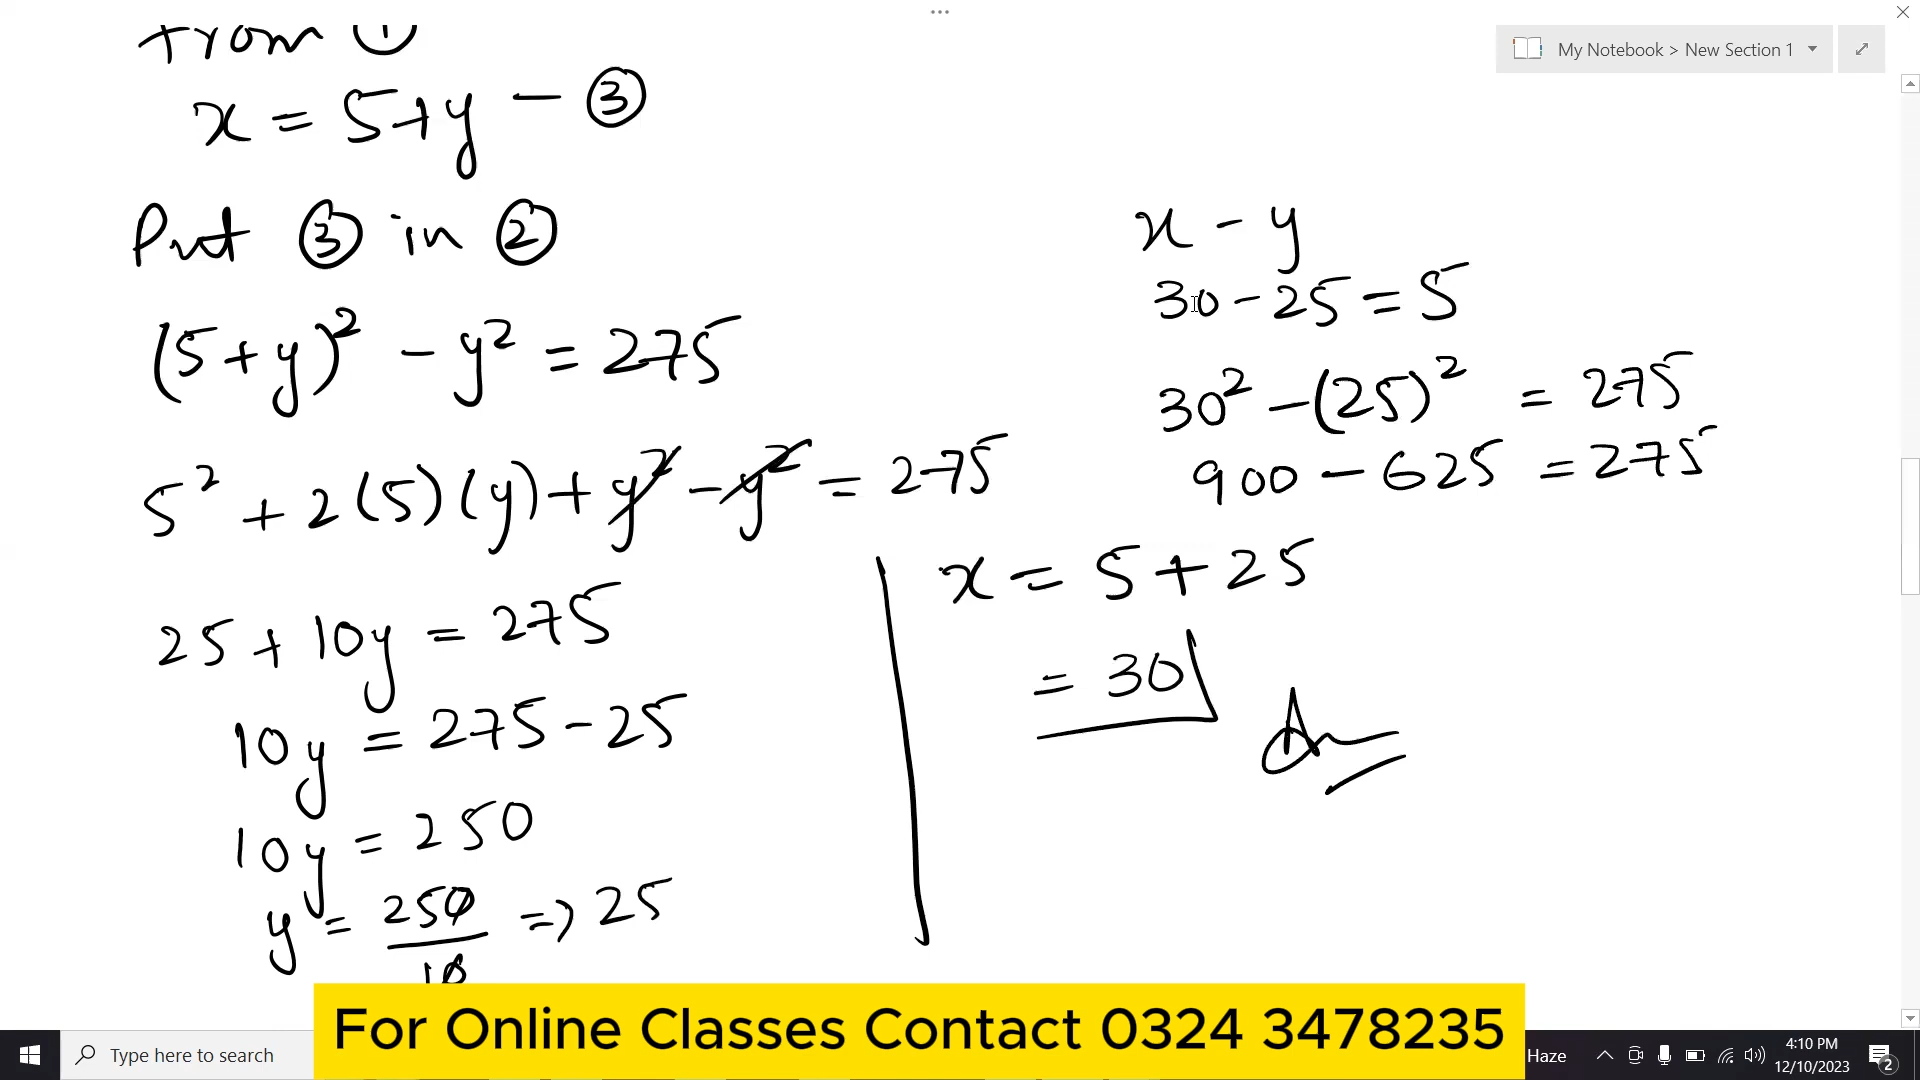 ...
My Notebook > New Section 1
From ①
x = 5+y - ③
Put ③ in ②
(5+y)² - y² = 275
5² + 2(5)(y) + y² - y² = 275
25 + 10y = 275
10y = 275 - 25
10y = 250
y = 250/10 => 25
x - y
30 - 25 = 5
30² - (25)² = 275
900 - 625 = 275
x = 5 + 25
= 30
For Online Classes Contact 0324 3478235
Type here to search
Haze
4:10 PM
12/10/2023
2